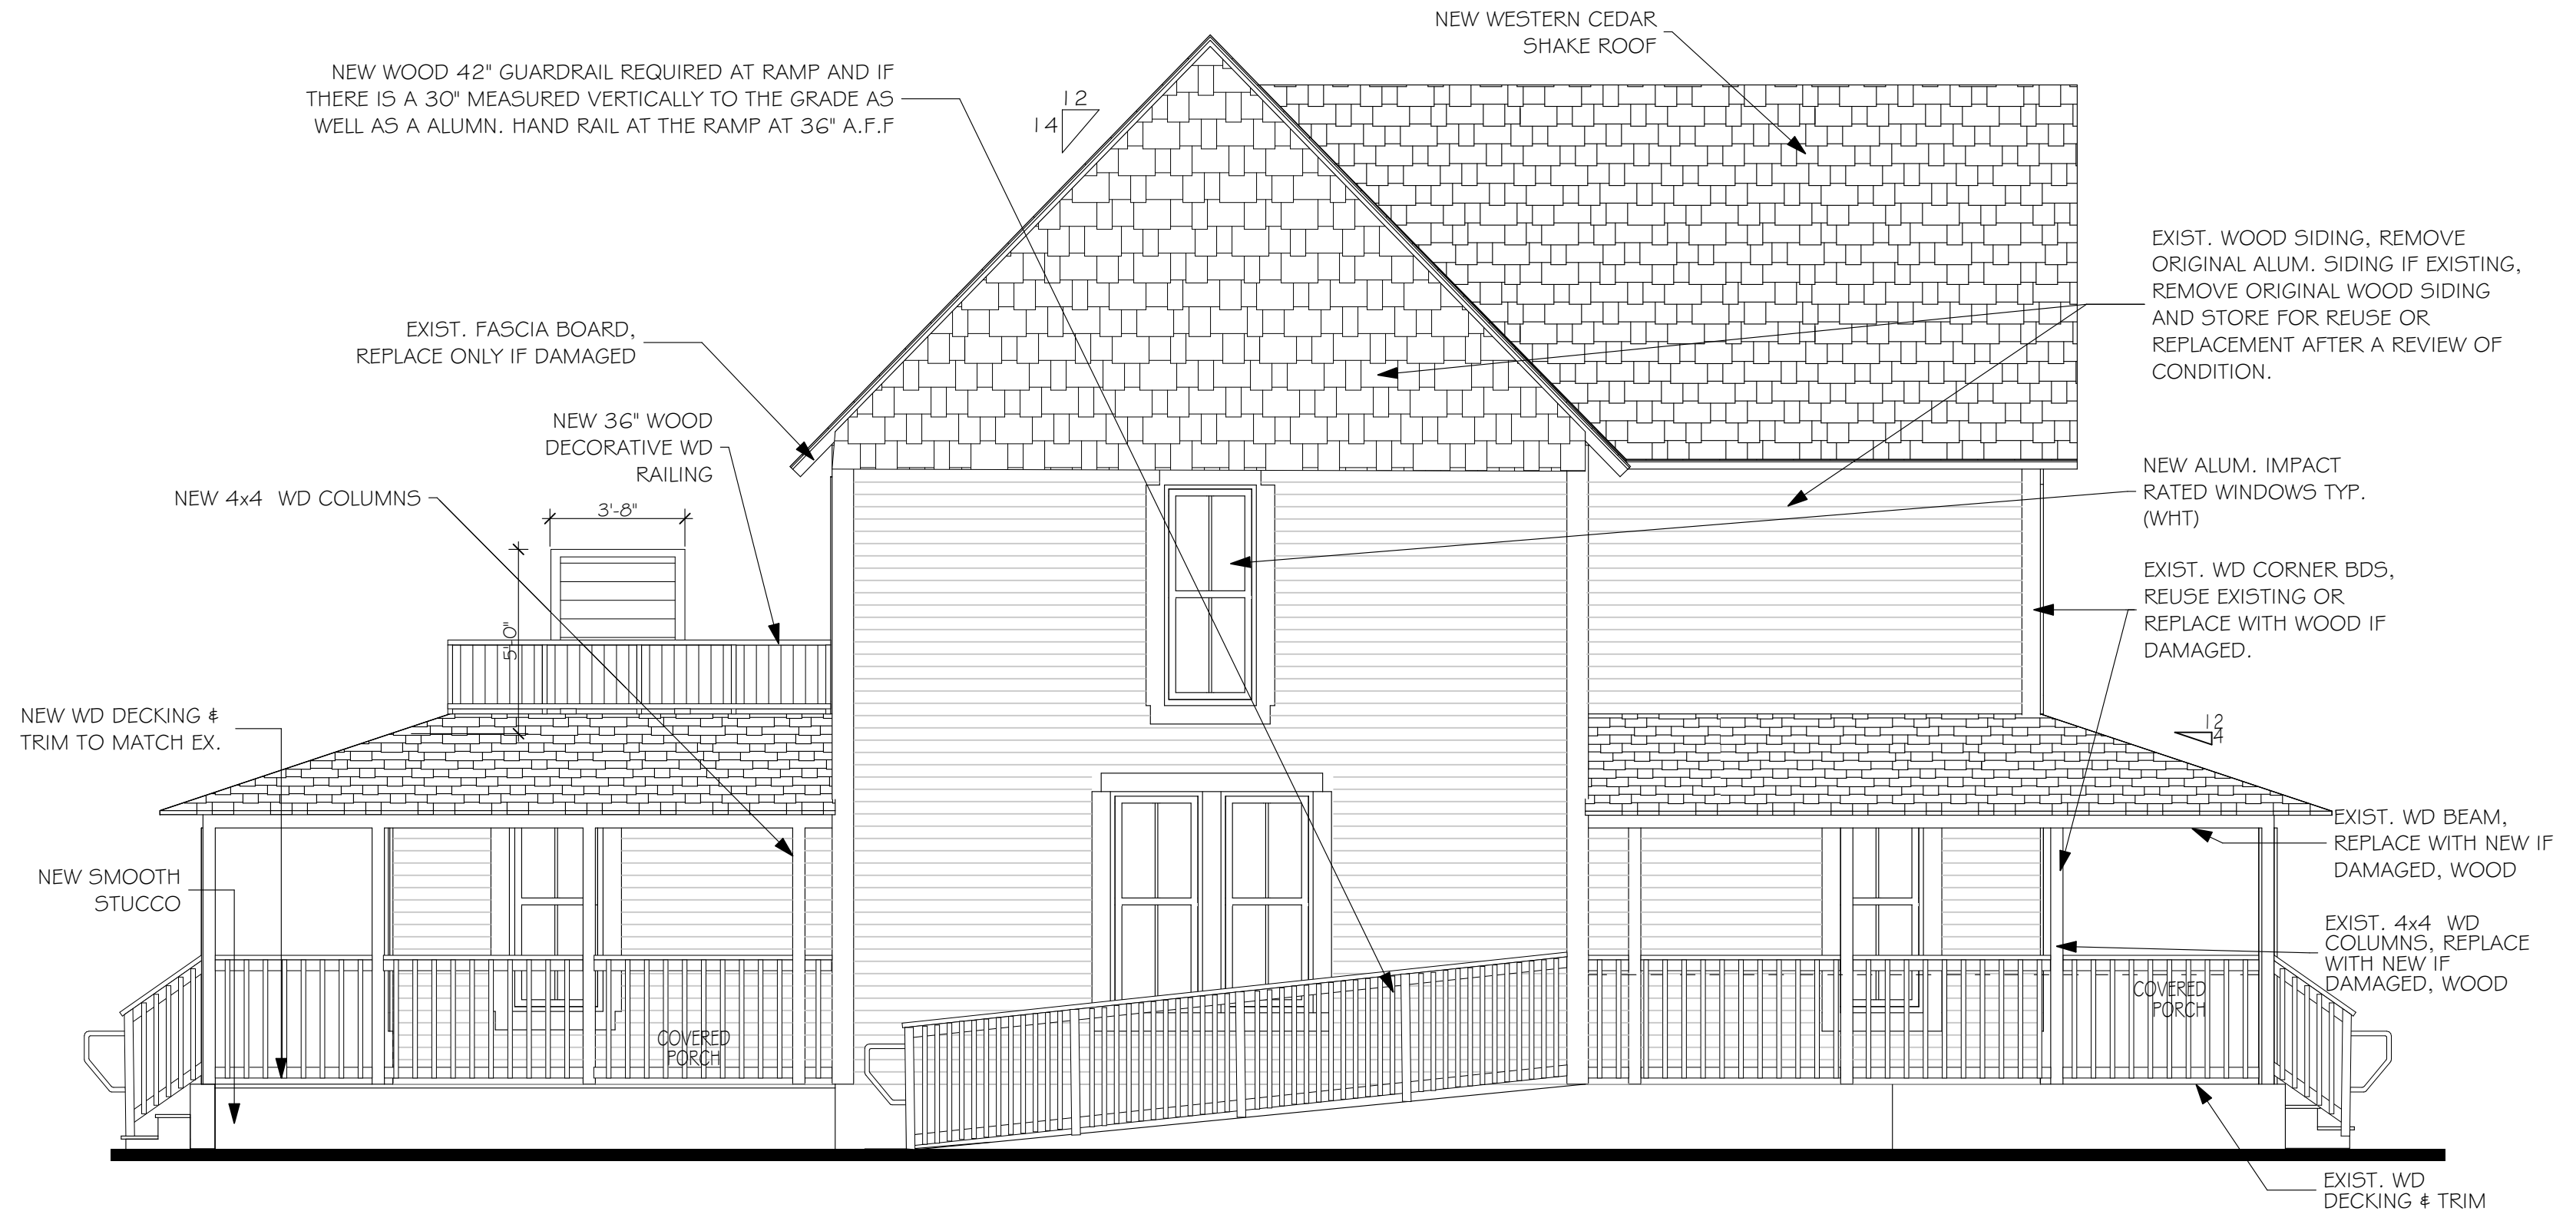 NEW WESTERN CEDAR
SHAKE ROOF
NEW WOOD 42" GUARDRAIL REQUIRED AT RAMP AND IF
THERE IS A 30" MEASURED VERTICALLY TO THE GRADE AS
WELL AS A ALUMN. HAND RAIL AT THE RAMP AT 36" A.F.F
12
14
EXIST. WOOD SIDING, REMOVE
ORIGINAL ALUM. SIDING IF EXISTING,
REMOVE ORIGINAL WOOD SIDING
AND STORE FOR REUSE OR
REPLACEMENT AFTER A REVIEW OF
CONDITION.
EXIST. FASCIA BOARD,
REPLACE ONLY IF DAMAGED
NEW 36" WOOD
DECORATIVE WD
RAILING
NEW ALUM. IMPACT
RATED WINDOWS TYP.
(WHT)
NEW 4x4 WD COLUMNS
3'-8"
5'-0"
EXIST. WD CORNER BDS,
REUSE EXISTING OR
REPLACE WITH WOOD IF
DAMAGED.
NEW WD DECKING &
TRIM TO MATCH EX.
12
4
EXIST. WD BEAM,
REPLACE WITH NEW IF
DAMAGED, WOOD
NEW SMOOTH
STUCCO
EXIST. 4x4 WD
COLUMNS, REPLACE
WITH NEW IF
DAMAGED, WOOD
COVERED
PORCH
COVERED
PORCH
EXIST. WD
DECKING & TRIM